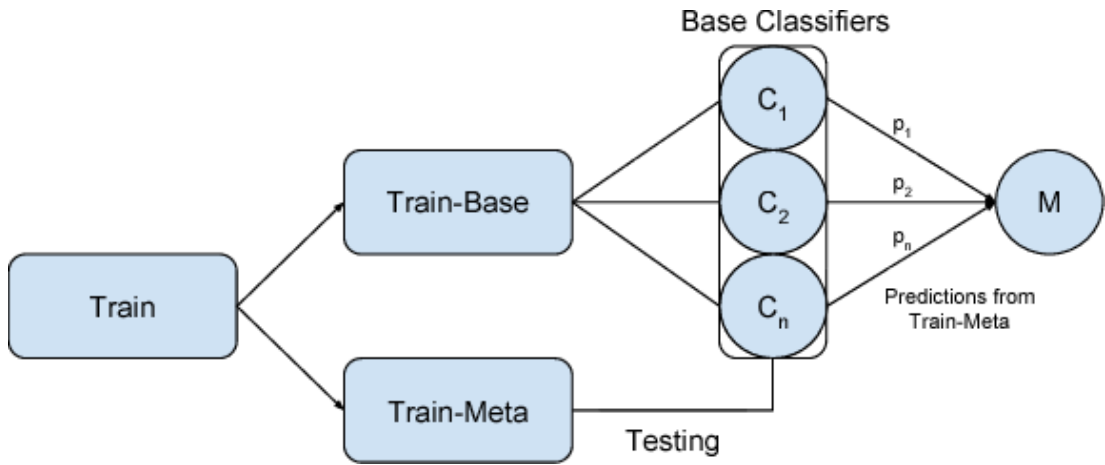 Base Classifiers
C1
p1
Train-Base
C2
p2
M
pn
Train
Cn
Predictions from
Train-Meta
Train-Meta
Testing